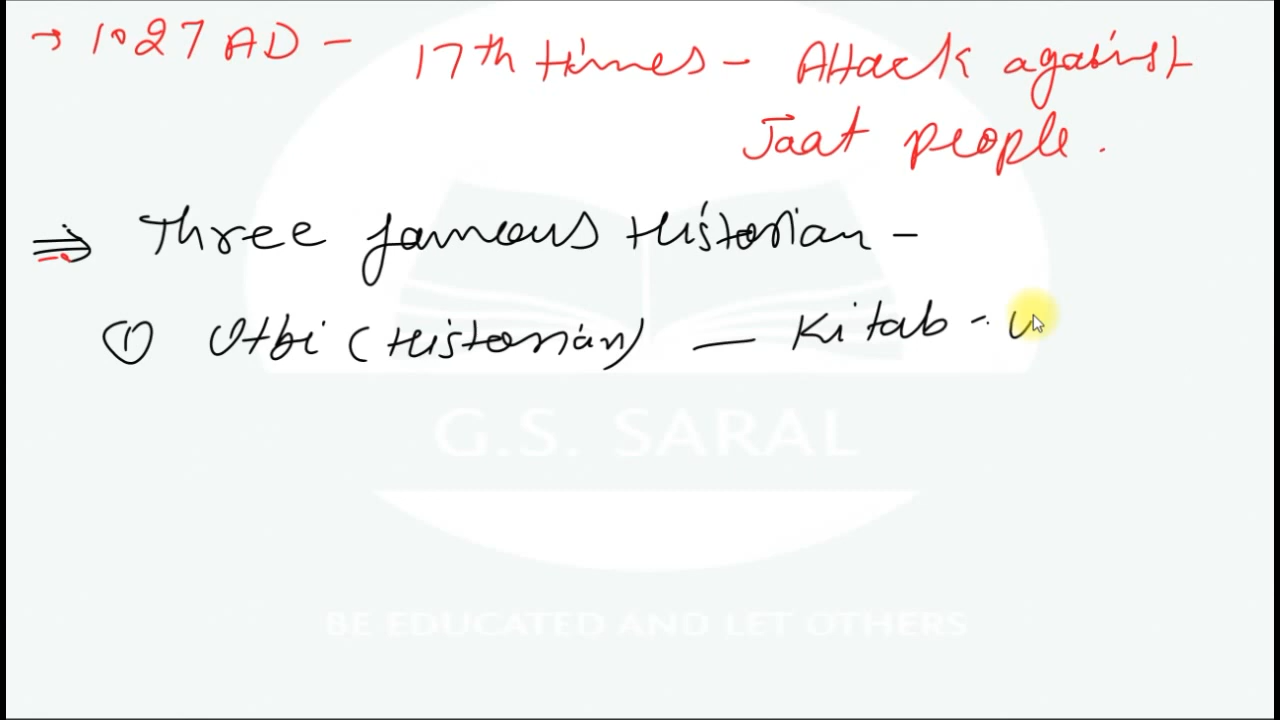 → 1027 AD - 17th times - Attack against
Jaat people.
⇒ Three famous Historian -
① Utbi (Historian) — Kitab - U
G.S. SARAL
BE EDUCATED AND LET OTHERS